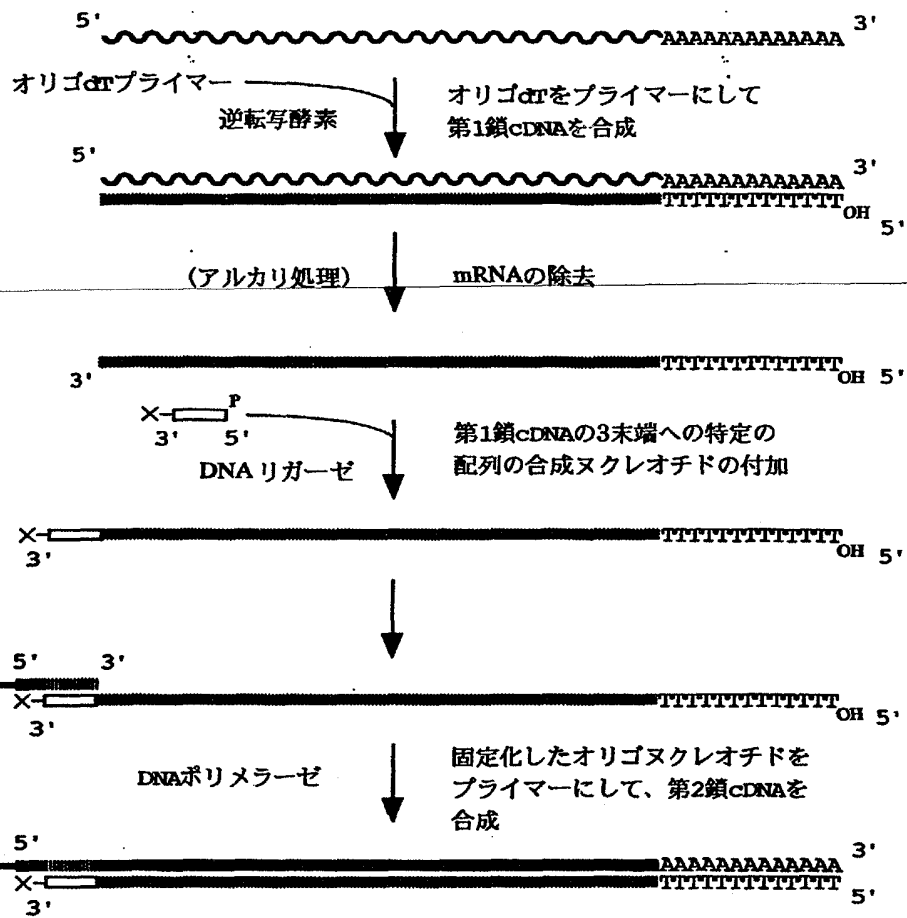 5'
3'
AAAAAAAAAAAAAA
オリゴdTプライマー
逆転写酵素
オリゴdTをプライマーにして
第1鎖cDNAを合成
5'
3'
AAAAAAAAAAAAAA
TTTTTTTTTTTTTT
OH
5'
(アルカリ処理)
mRNAの除去
3'
TTTTTTTTTTTTTT
OH
5'
×
P
3'
5'
DNAリガーゼ
第1鎖cDNAの3末端への特定の
配列の合成ヌクレオチドの付加
×
TTTTTTTTTTTTTT
3'
OH
5'
5'
3'
×
TTTTTTTTTTTTTT
3'
OH
5'
DNAポリメラーゼ
固定化したオリゴヌクレオチドを
プライマーにして、第2鎖cDNAを
合成
5'
3'
AAAAAAAAAAAAAA
×
TTTTTTTTTTTTTT
3'
5'